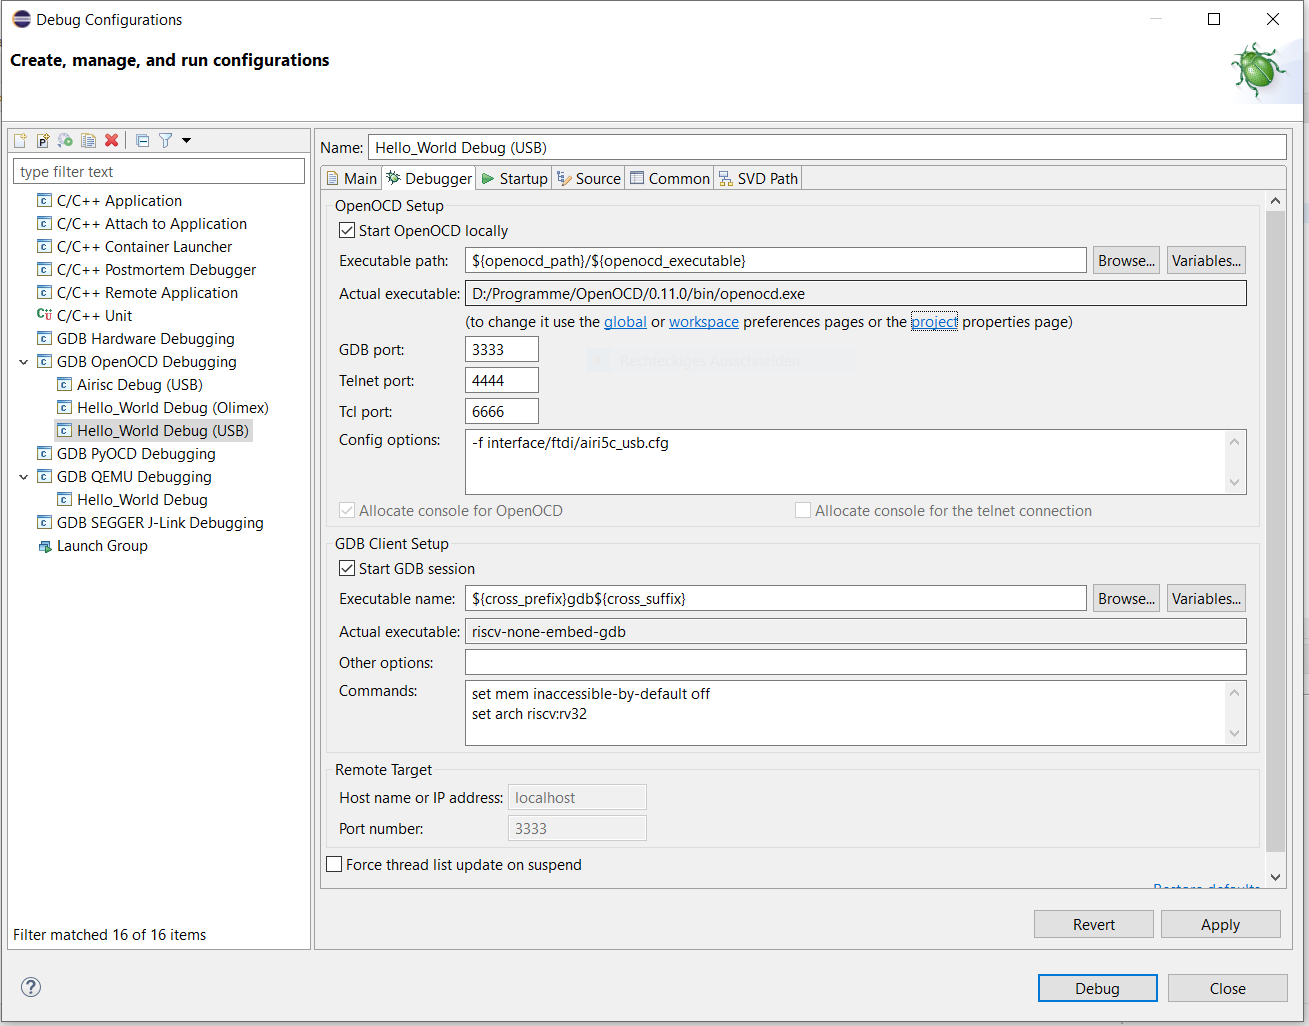 Debug Configurations
Create, manage, and run configurations
type filter text
C/C++ Application
C/C++ Attach to Application
C/C++ Container Launcher
C/C++ Postmortem Debugger
C/C++ Remote Application
C/C++ Unit
GDB Hardware Debugging
GDB OpenOCD Debugging
Airisc Debug (USB)
Hello_World Debug (Olimex)
Hello_World Debug (USB)
GDB PyOCD Debugging
GDB QEMU Debugging
Hello_World Debug
GDB SEGGER J-Link Debugging
Launch Group
Filter matched 16 of 16 items
Name: Hello_World Debug (USB)
Main Debugger Startup Source Common SVD Path
OpenOCD Setup
Start OpenOCD locally
Executable path: ${openocd_path}/${openocd_executable} Browse... Variables...
Actual executable: D:/Programme/OpenOCD/0.11.0/bin/openocd.exe
(to change it use the global or workspace preferences pages or the project properties page)
GDB port: 3333
Rechteckiges Ausschneiden
Telnet port: 4444
Tcl port: 6666
Config options: -f interface/ftdi/airi5c_usb.cfg
Allocate console for OpenOCD Allocate console for the telnet connection
GDB Client Setup
Start GDB session
Executable name: ${cross_prefix}gdb${cross_suffix} Browse... Variables...
Actual executable: riscv-none-embed-gdb
Other options:
Commands: set mem inaccessible-by-default off
set arch riscv:rv32
Remote Target
Host name or IP address: localhost
Port number: 3333
Force thread list update on suspend
Restore defaults
Revert Apply
Debug Close